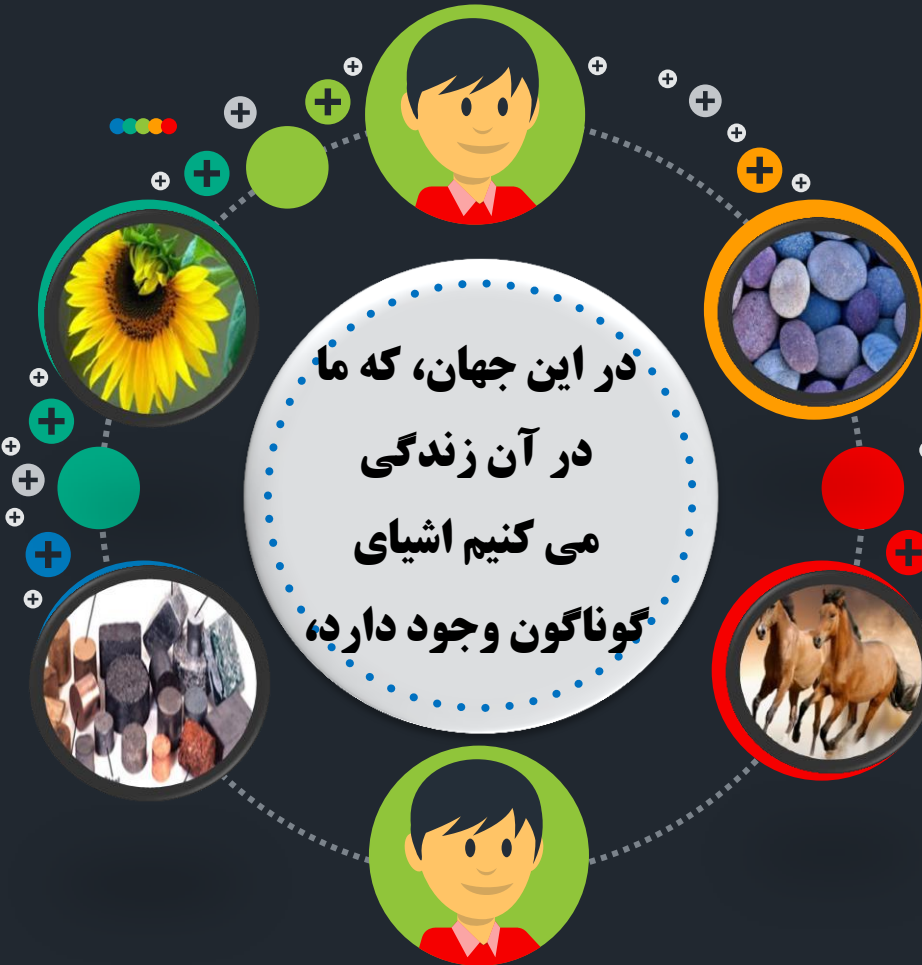 در این جهان، که ما
در آن زندگی
می کنیم اشیای
گوناگون وجود دارد،